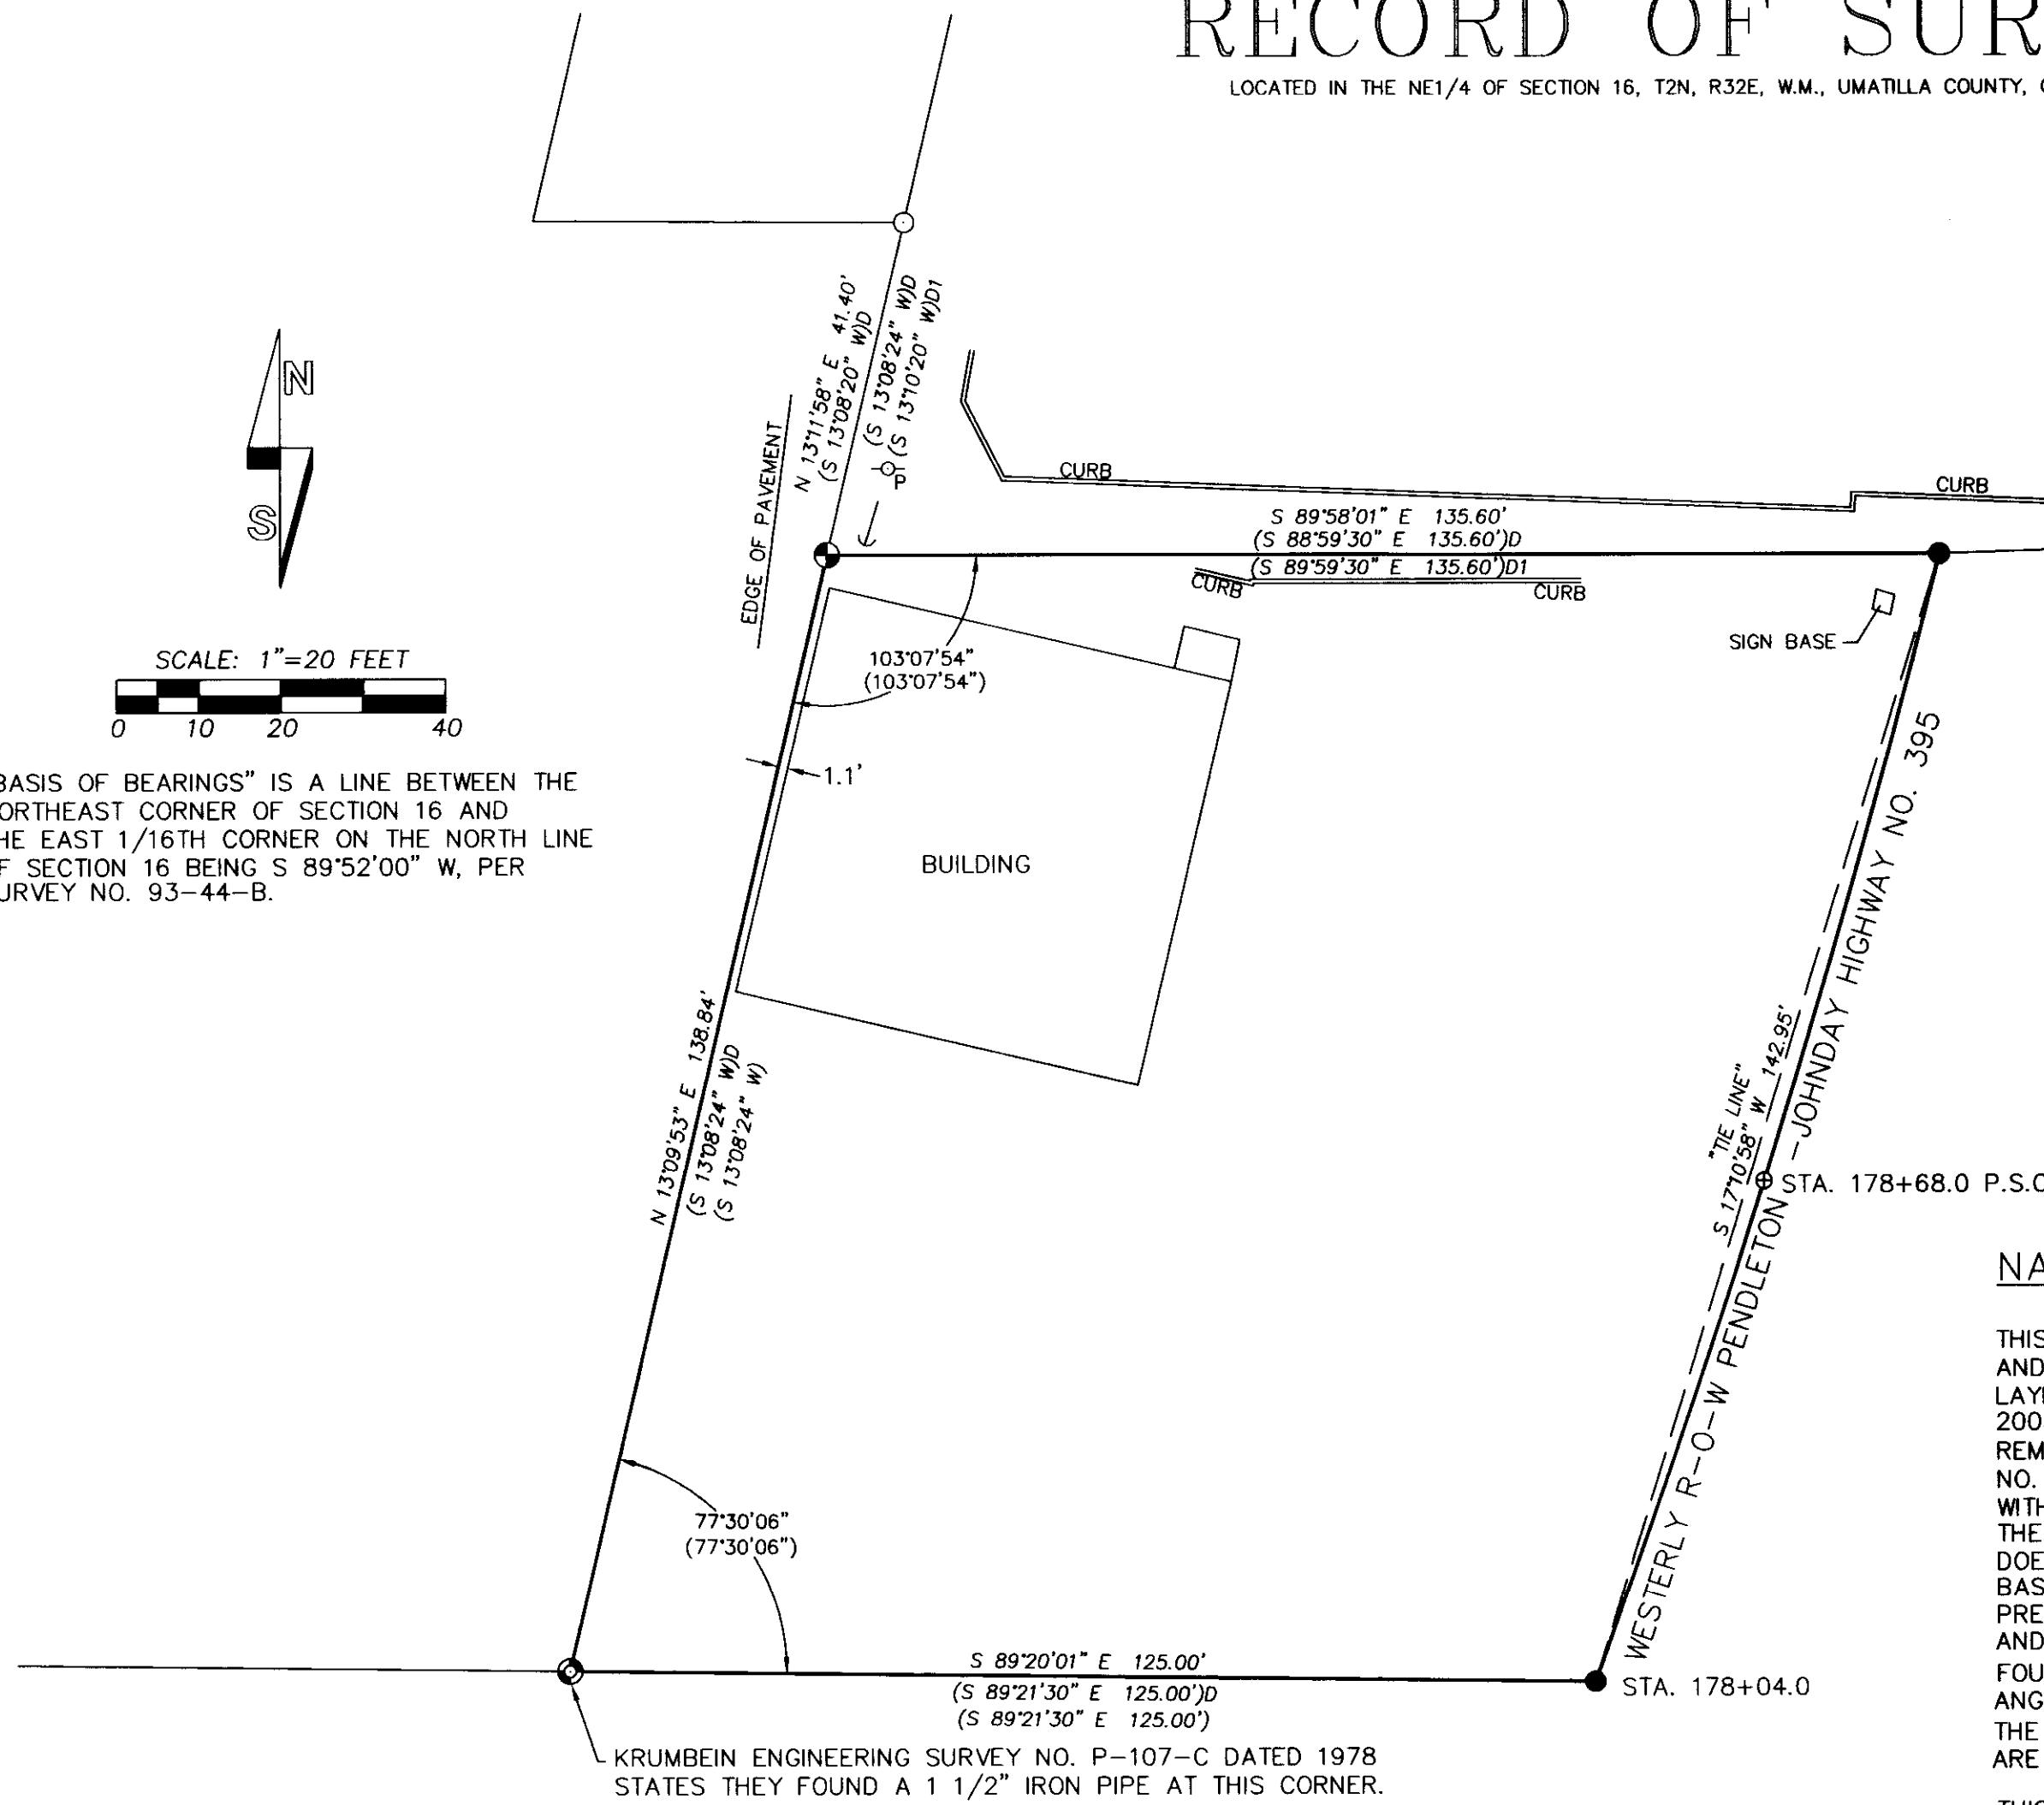 RECORD OF SUR
LOCATED IN THE NE1/4 OF SECTION 16, T2N, R32E, W.M., UMATILLA COUNTY,
N 13°11'58" E 41.40'
(S 13°08'20" W)D
(S 13°08'24" W)D
(S 13°10'20" W)D1
EDGE OF PAVEMENT
P
N
S
CURB
CURB
S 89°58'01" E 135.60'
(S 88°59'30" E 135.60')D
(S 89°59'30" E 135.60')D1
CURB
CURB
SIGN BASE
SCALE: 1"=20 FEET
0 10 20 40
103°07'54"
(103°07'54")
1.1'
BASIS OF BEARINGS" IS A LINE BETWEEN THE
ORTHEAST CORNER OF SECTION 16 AND
HE EAST 1/16TH CORNER ON THE NORTH LINE
F SECTION 16 BEING S 89°52'00" W, PER
URVEY NO. 93-44-B.
BUILDING
N 13°09'53" E 138.84'
(S 13°08'24" W)D
(S 13°08'24" W)
"TIE LINE"
S 17°10'58" W 142.95'
WESTERLY R-O-W PENDLETON -JOHNDAY HIGHWAY NO. 395
STA. 178+68.0 P.S.
NA
THIS
AND
LAY
200
REM
NO.
WITH
THE
DOE
BAS
PRE
AND
FOU
ANG
THE
ARE
THIS
77°30'06"
(77°30'06")
S 89°20'01" E 125.00'
(S 89°21'30" E 125.00')D
(S 89°21'30" E 125.00')
STA. 178+04.0
KRUMBEIN ENGINEERING SURVEY NO. P-107-C DATED 1978
STATES THEY FOUND A 1 1/2" IRON PIPE AT THIS CORNER.